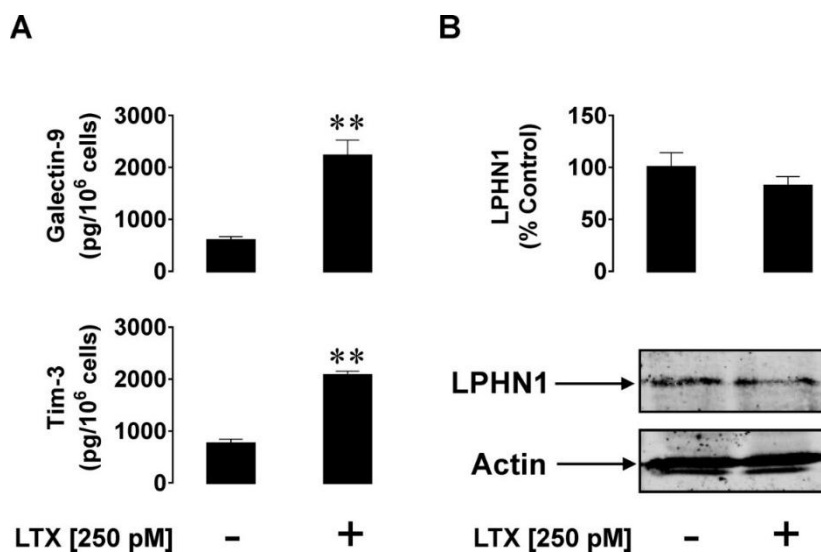 A
B
3000
2000
1000
0
Galectin-9
(pg/10⁶ cells)
**
150
100
50
0
LPHN1
(% Control)
3000
2000
1000
0
Tim-3
(pg/10⁶ cells)
**
LPHN1
Actin
LTX [250 pM] - +
LTX [250 pM] - +